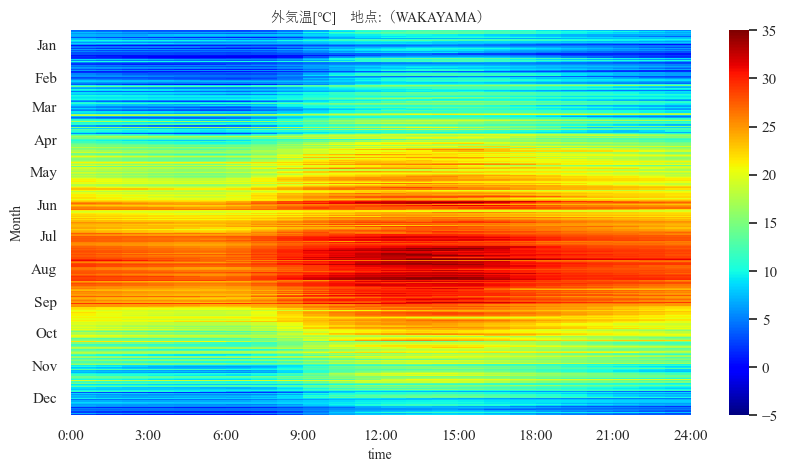 外気温[℃]　地点:（WAKAYAMA）
Month
Jan
Feb
Mar
Apr
May
Jun
Jul
Aug
Sep
Oct
Nov
Dec
0:00 3:00 6:00 9:00 12:00 15:00 18:00 21:00 24:00
time
35
30
25
20
15
10
5
0
−5